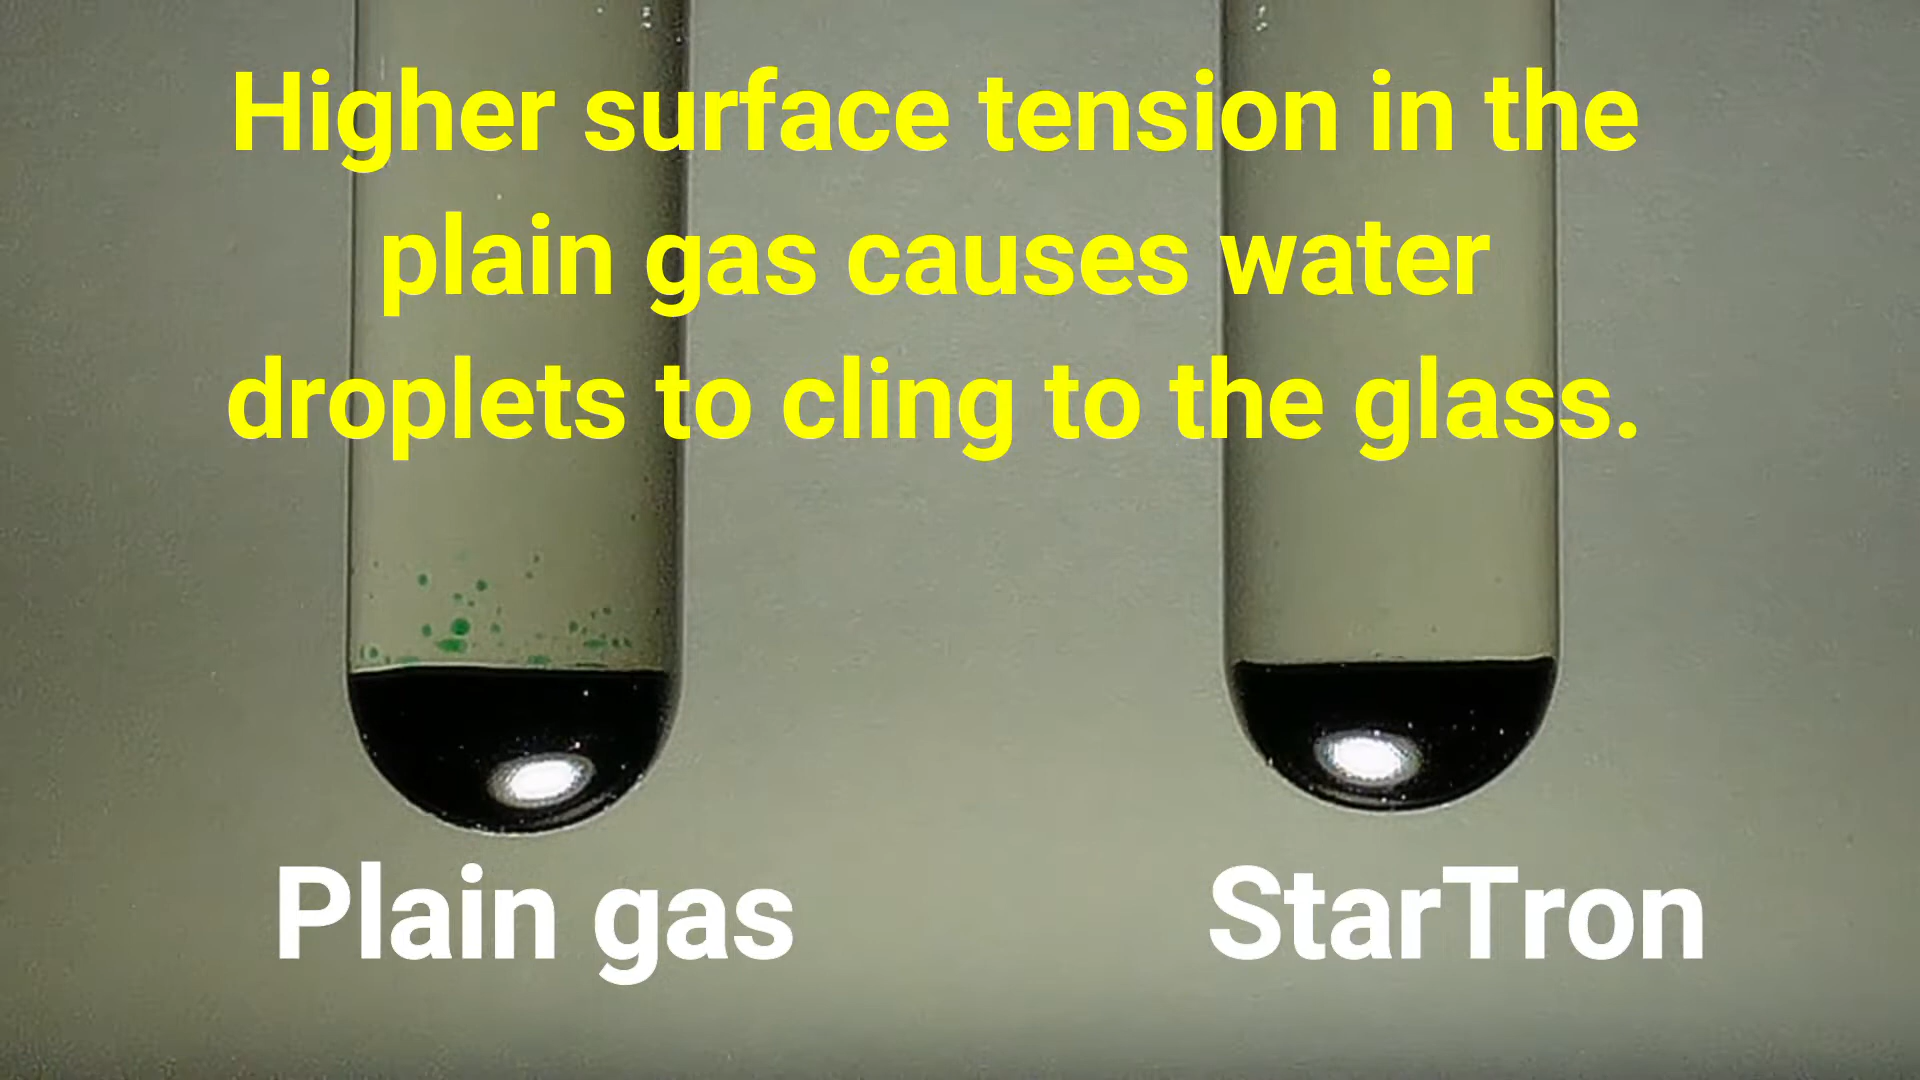 Higher surface tension in the
plain gas causes water
droplets to cling to the glass.
Plain gas
StarTron